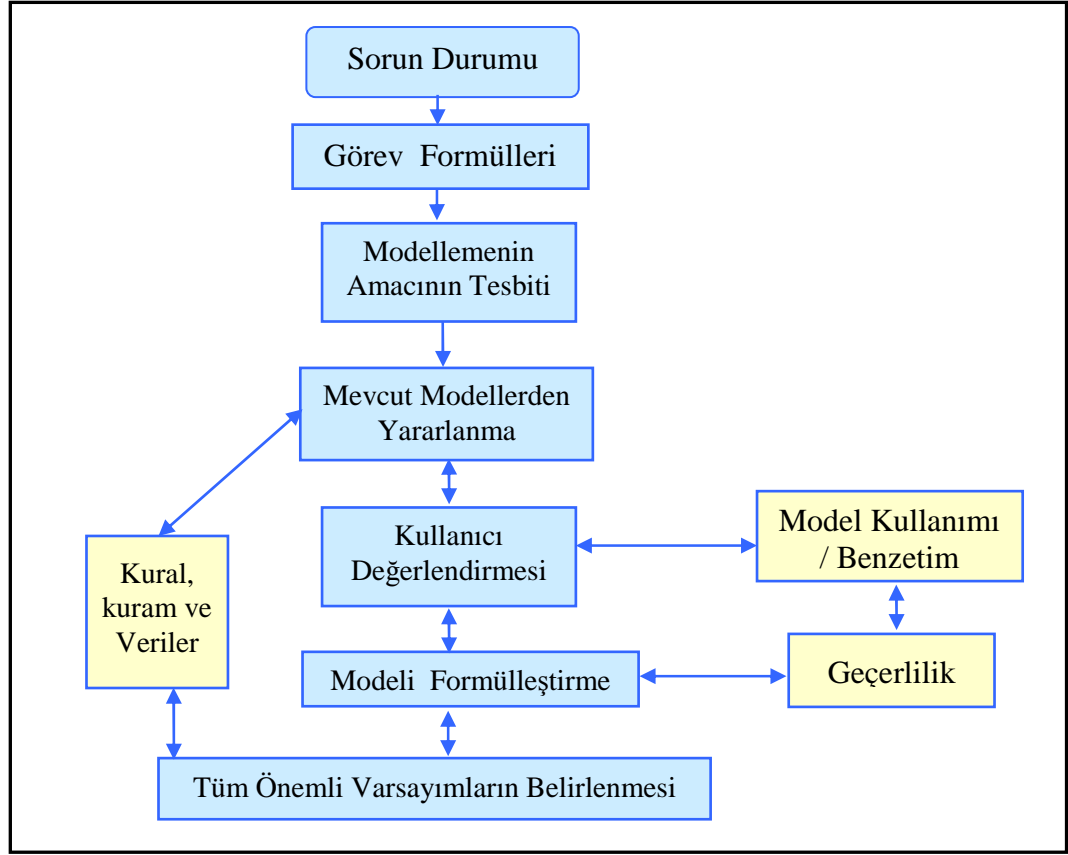 Sorun Durumu
Görev Formülleri
Modellemenin
Amacının Tesbiti
Mevcut Modellerden
Yararlanma
Kullanıcı
Değerlendirmesi
Model Kullanımı
/ Benzetim
Kural,
kuram ve
Veriler
Modeli Formülleştirme
Geçerlilik
Tüm Önemli Varsayımların Belirlenmesi